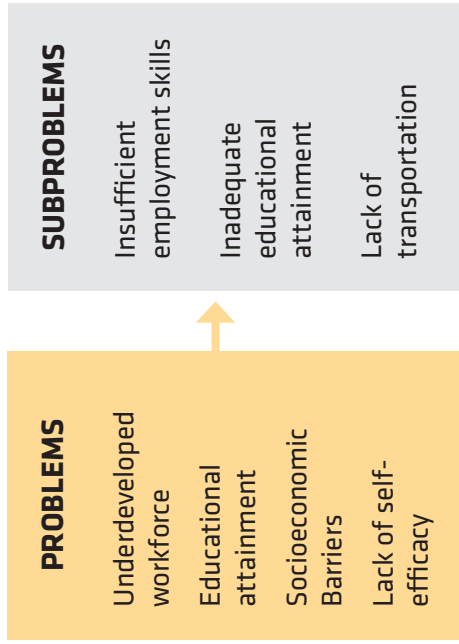 PROBLEMS
Underdeveloped
workforce
Educational
attainment
Socioeconomic
Barriers
Lack of self-
efficacy
SUBPROBLEMS
Insufficient
employment skills
Inadequate
educational
attainment
Lack of
transportation